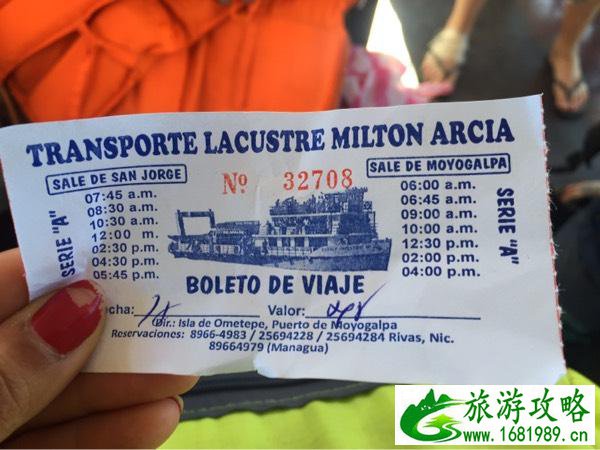 TRANSPORTE LACUSTRE MILTON ARCIA
SALE DE SAN JORGE
SERIE "A"
07:45 a.m.
08:30 a.m.
10:30 a.m.
12:00 m.
02:30 p.m.
04:30 p.m.
05:45 p.m.
Nº 32708
SALE DE MOYOGALPA
06:00 a.m.
06:45 a.m.
09:00 a.m.
10:00 a.m.
12:30 p.m.
02:00 p.m.
04:00 p.m.
SERIE "A"
BOLETO DE VIAJE
echa:
Valor:
Dir.: Isla de Ometepe, Puerto de Moyogalpa
Reservaciones: 8966-4983 / 25694228 / 25694284 Rivas, Nic.
89664979 (Managua)
旅游攻略
www.1681989.cn